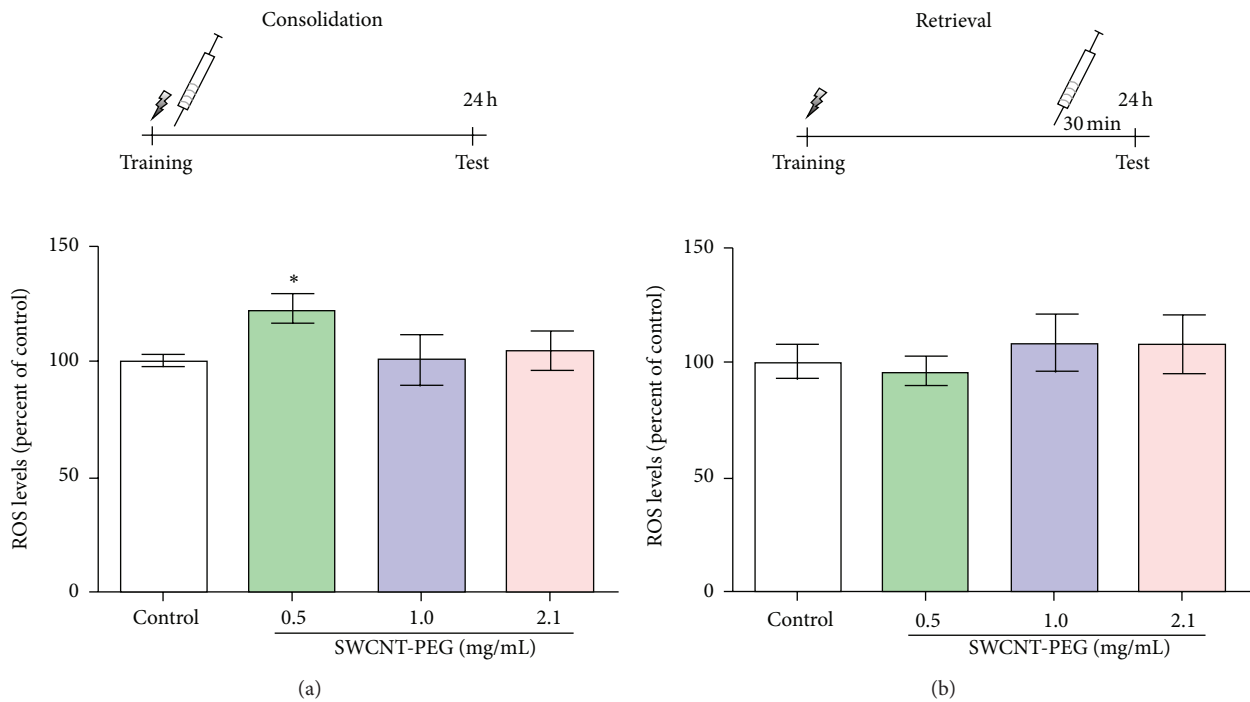 Consolidation
24 h
Training
Test
150
100
50
0
ROS levels (percent of control)
*
Control
0.5
1.0
2.1
SWCNT-PEG (mg/mL)
(a)
Retrieval
24 h
30 min
Training
Test
150
100
50
0
ROS levels (percent of control)
Control
0.5
1.0
2.1
SWCNT-PEG (mg/mL)
(b)